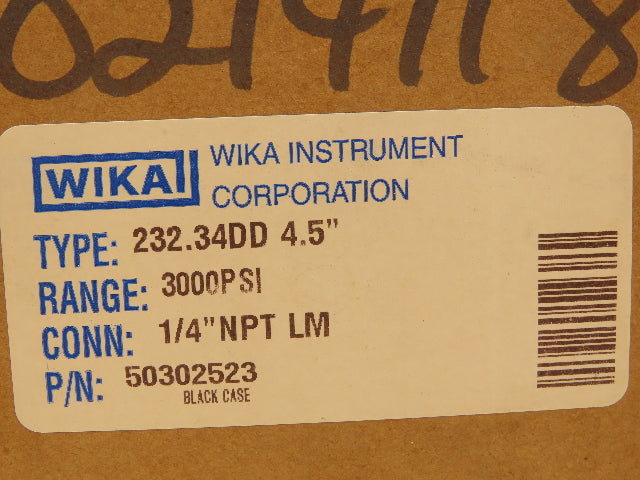 WIKA
WIKA INSTRUMENT
CORPORATION
TYPE: 232.34DD 4.5"
RANGE: 3000PSI
CONN: 1/4"NPT LM
P/N: 50302523
BLACK CASE